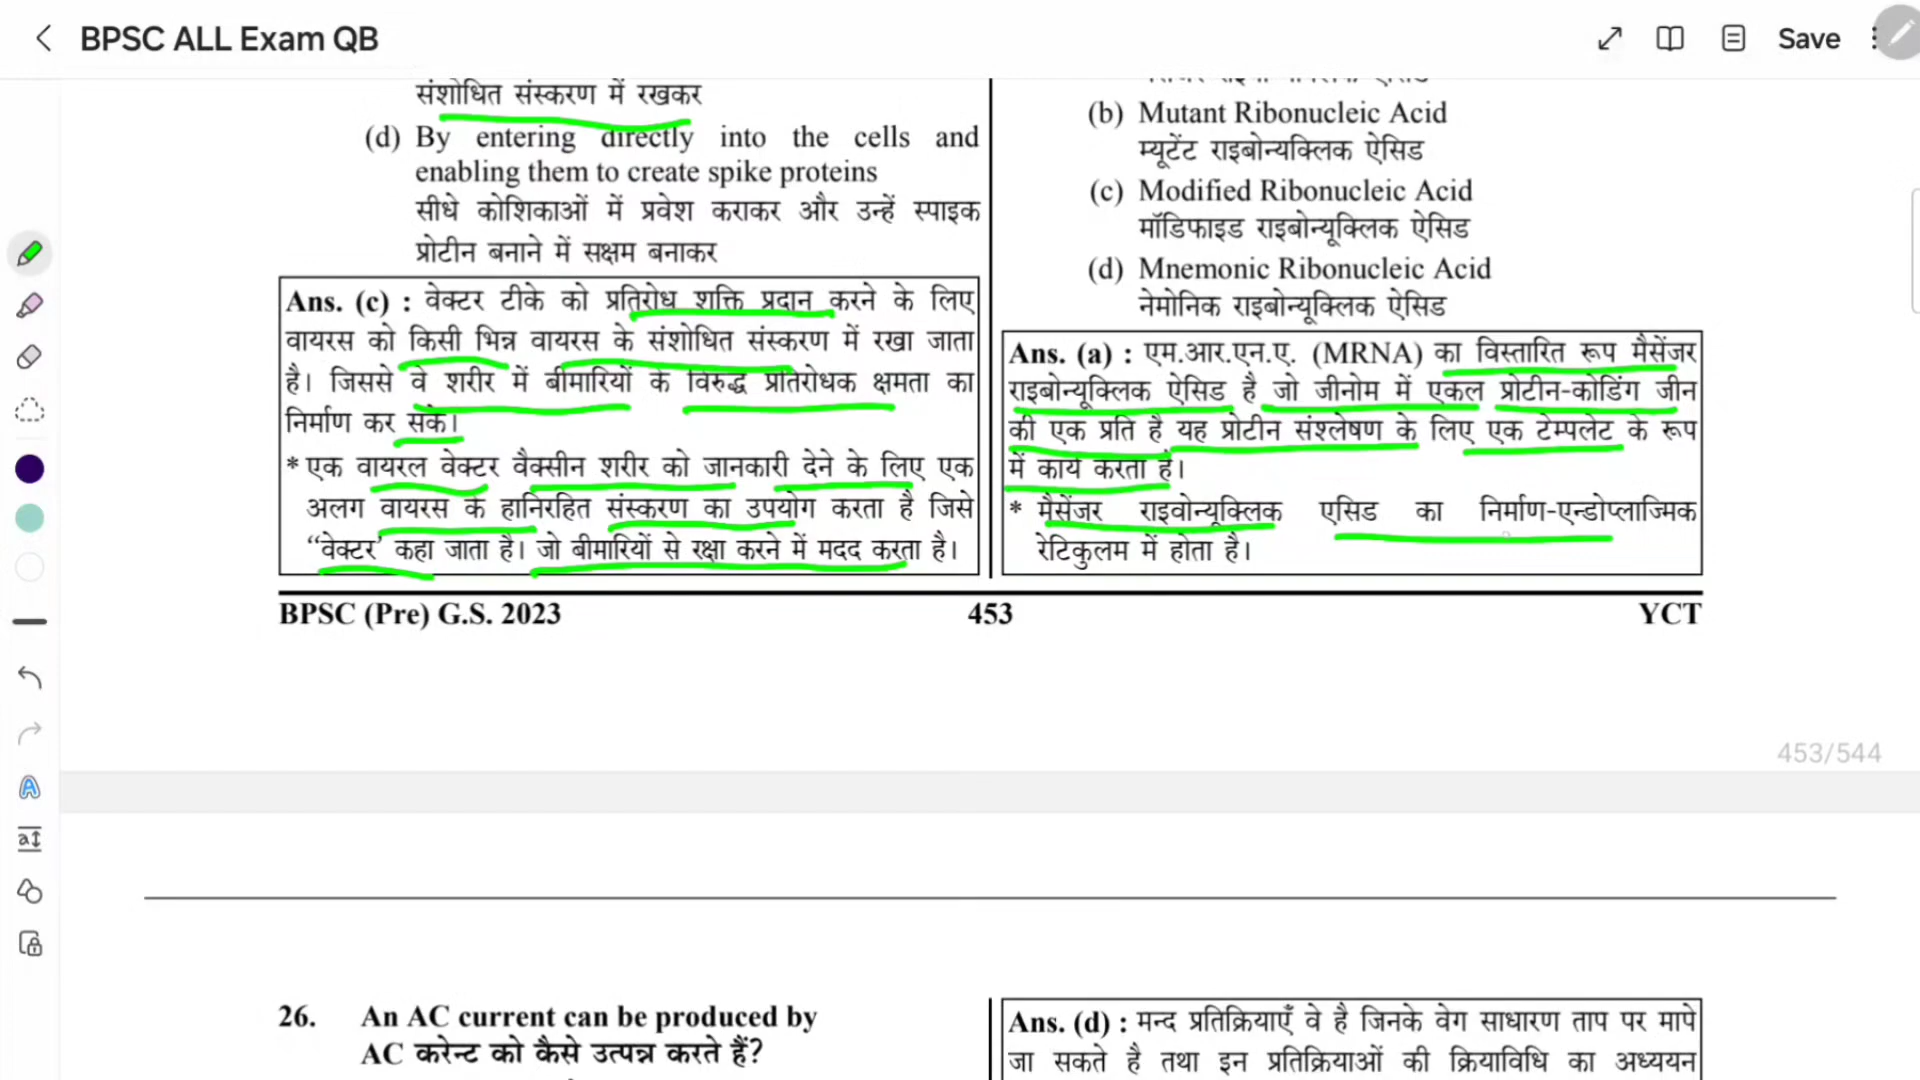 BPSC ALL Exam QB
Save
संशोधित संस्करण में रखकर
(d) By entering directly into the cells and
enabling them to create spike proteins
सीधे कोशिकाओं में प्रवेश कराकर और उन्हें स्पाइक
प्रोटीन बनाने में सक्षम बनाकर
Ans. (c) : वेक्टर टीके को प्रतिरोध शक्ति प्रदान करने के लिए
वायरस को किसी भिन्न वायरस के संशोधित संस्करण में रखा जाता
है। जिससे वे शरीर में बीमारियों के विरुद्ध प्रतिरोधक क्षमता का
निर्माण कर सके।
* एक वायरल वेक्टर वैक्सीन शरीर को जानकारी देने के लिए एक
अलग वायरस के हानिरहित संस्करण का उपयोग करता है जिसे
“वेक्टर’ कहा जाता है। जो बीमारियों से रक्षा करने में मदद करता है।
(b) Mutant Ribonucleic Acid
म्यूटेंट राइबोन्यक्लिक ऐसिड
(c) Modified Ribonucleic Acid
मॉडिफाइड राइबोन्यूक्लिक ऐसिड
(d) Mnemonic Ribonucleic Acid
नेमोनिक राइबोन्यूक्लिक ऐसिड
Ans. (a) : एम.आर.एन.ए. (MRNA) का विस्तारित रूप मैसेंजर
राइबोन्यूक्लिक ऐसिड है जो जीनोम में एकल प्रोटीन-कोडिंग जीन
की एक प्रति है यह प्रोटीन संश्लेषण के लिए एक टेम्पलेट के रूप
में कार्य करता है।
* मैसेंजर राइवोन्यूक्लिक एसिड का निर्माण-एन्डोप्लाज्मिक
रेटिकुलम में होता है।
BPSC (Pre) G.S. 2023 453 YCT
453/544
26. An AC current can be produced by
AC करेन्ट को कैसे उत्पन्न करते हैं?
Ans. (d) : मन्द प्रतिक्रियाएँ वे है जिनके वेग साधारण ताप पर मापे
जा सकते है तथा इन प्रतिक्रियाओं की क्रियाविधि का अध्ययन